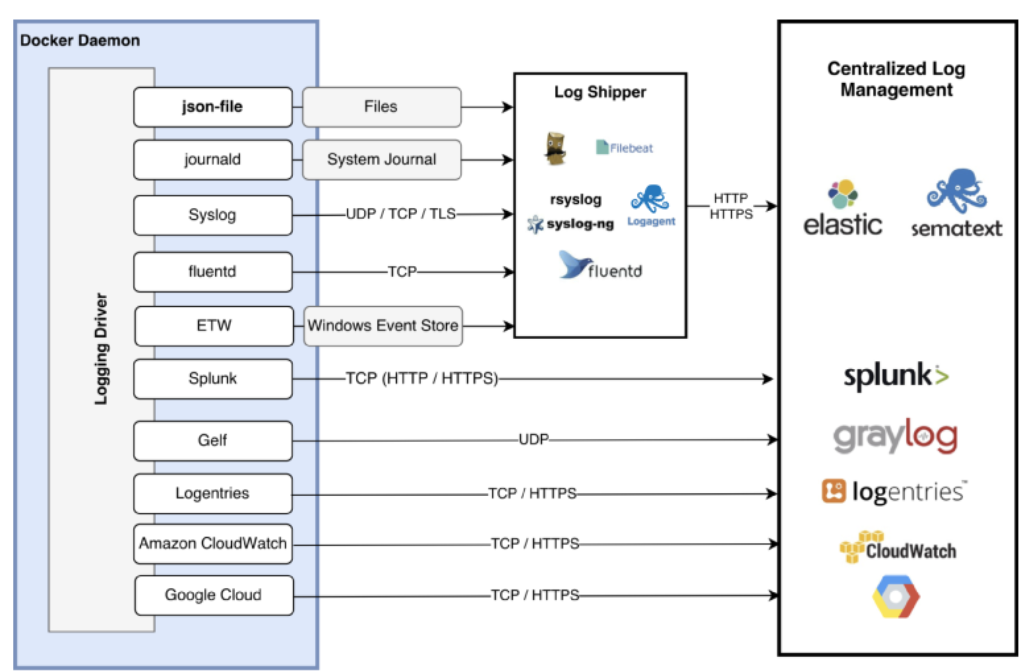 Docker Daemon
Logging Driver
json-file
Files
journald
System Journal
Syslog
UDP / TCP / TLS
fluentd
TCP
ETW
Windows Event Store
Splunk
TCP (HTTP / HTTPS)
Gelf
UDP
Logentries
TCP / HTTPS
Amazon CloudWatch
TCP / HTTPS
Google Cloud
TCP / HTTPS
Log Shipper
Filebeat
rsyslog
syslog-ng
Logagent
fluentd
HTTP
HTTPS
Centralized Log
Management
elastic
sematext
splunk>
graylog
logentries™
CloudWatch